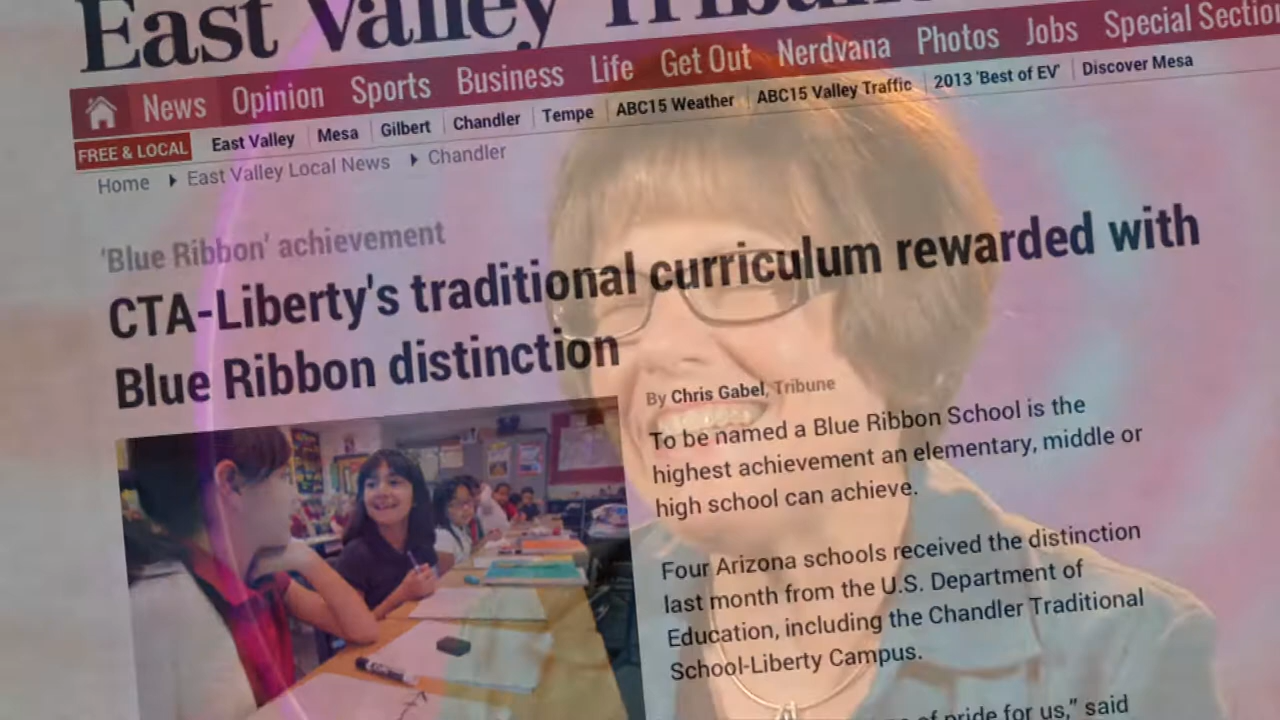 East Valley Tribune
News Opinion Sports Business Life Get Out Nerdvana Photos Jobs Special Section
FREE & LOCAL East Valley Mesa Gilbert Chandler Tempe ABC15 Weather ABC15 Valley Traffic 2013 'Best of EV' Discover Mesa
Home East Valley Local News Chandler
'Blue Ribbon' achievement
CTA-Liberty's traditional curriculum rewarded with
Blue Ribbon distinction
By Chris Gabel, Tribune
To be named a Blue Ribbon School is the
highest achievement an elementary, middle or
high school can achieve.
Four Arizona schools received the distinction
last month from the U.S. Department of
Education, including the Chandler Traditional
School-Liberty Campus.
of pride for us," said